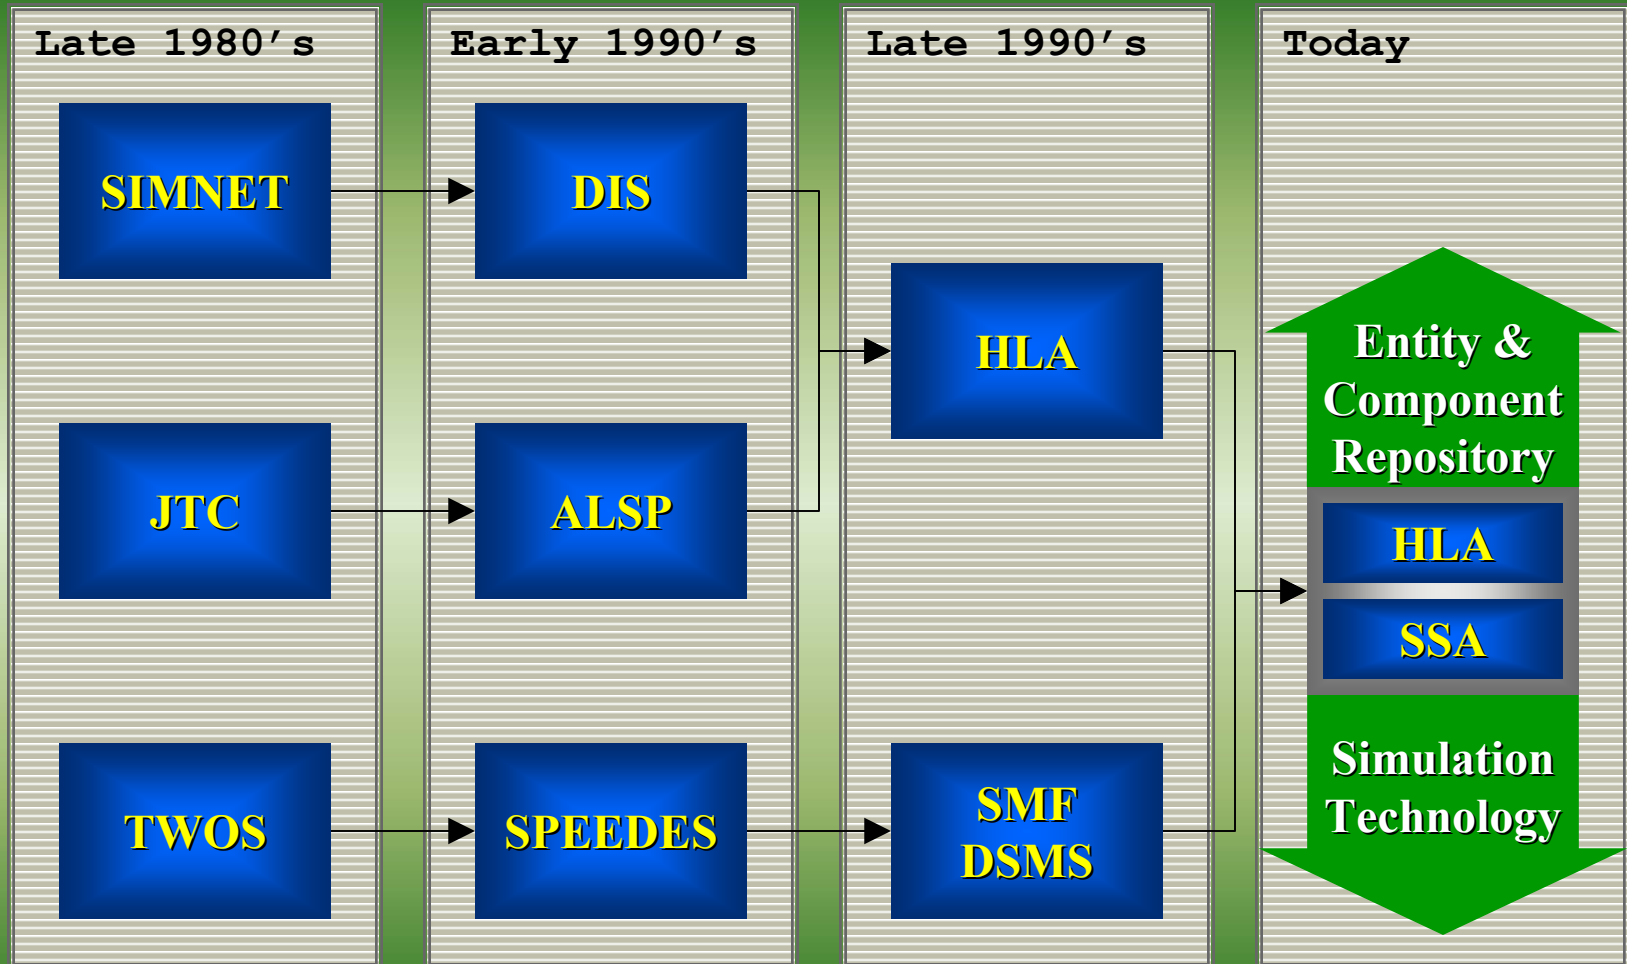 Late 1980's
Early 1990's
Late 1990's
Today
SIMNET
DIS
HLA
JTC
ALSP
TWOS
SPEEDES
SMF
DSMS
Entity &
Component
Repository
HLA
SSA
Simulation
Technology